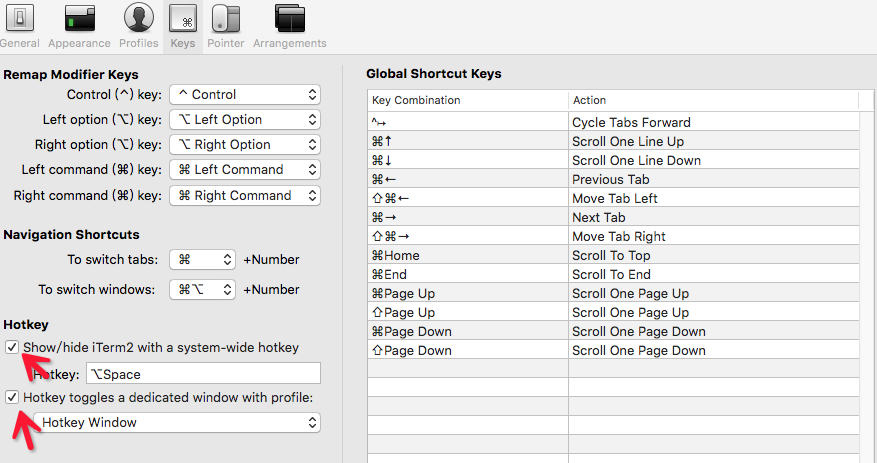 General Appearance Profiles Keys Pointer Arrangements
Remap Modifier Keys
Control (^) key: ^ Control
Left option (⌥) key: ⌥ Left Option
Right option (⌥) key: ⌥ Right Option
Left command (⌘) key: ⌘ Left Command
Right command (⌘) key: ⌘ Right Command
Navigation Shortcuts
To switch tabs: ⌘ +Number
To switch windows: ⌘⌥ +Number
Hotkey
Show/hide iTerm2 with a system-wide hotkey
Hotkey: ⌥Space
Hotkey toggles a dedicated window with profile:
Hotkey Window
Global Shortcut Keys
Key Combination Action
^↦ Cycle Tabs Forward
⌘↑ Scroll One Line Up
⌘↓ Scroll One Line Down
⌘← Previous Tab
⇧⌘← Move Tab Left
⌘→ Next Tab
⇧⌘→ Move Tab Right
⌘Home Scroll To Top
⌘End Scroll To End
⌘Page Up Scroll One Page Up
⇧Page Up Scroll One Page Up
⌘Page Down Scroll One Page Down
⇧Page Down Scroll One Page Down